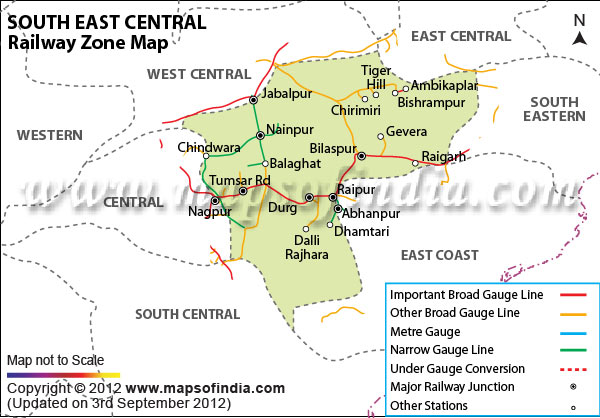 SOUTH EAST CENTRAL
Railway Zone Map
N
EAST CENTRAL
WEST CENTRAL
Tiger
Hill
Ambikaplar
Jabalpur
Chirimiri
Bishrampur
SOUTH
EASTERN
WESTERN
Nainpur
Gevera
Chindwara
Bilaspur
Balaghat
Raigarh
Tumsar Rd
www.mapsofindia.com
CENTRAL
Nagpur
Durg
Raipur
Abhanpur
Dhamtari
Dalli
Rajhara
EAST COAST
SOUTH CENTRAL
Important Broad Gauge Line
Other Broad Gauge Line
Metre Gauge
Narrow Gauge Line
Under Gauge Conversion
Major Railway Junction
Other Stations
Map not to Scale
Copyright © 2012 www.mapsofindia.com
(Updated on 3rd September 2012)